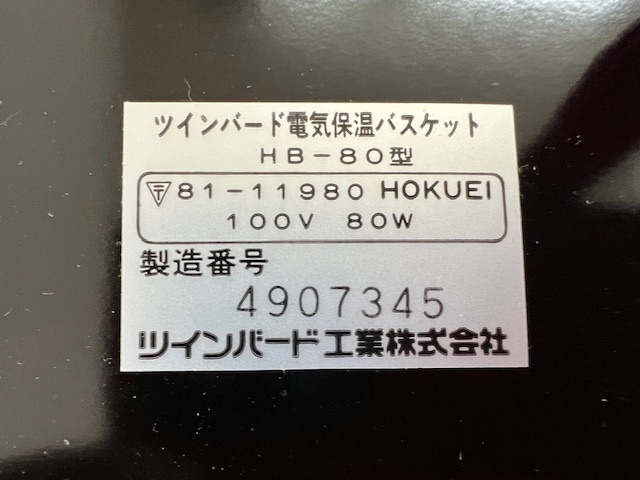 ツインバード電気保温バスケット
HB-80型
〒81-11980 HOKUEI
100V 80W
製造番号
4907345
ツインバード工業株式会社